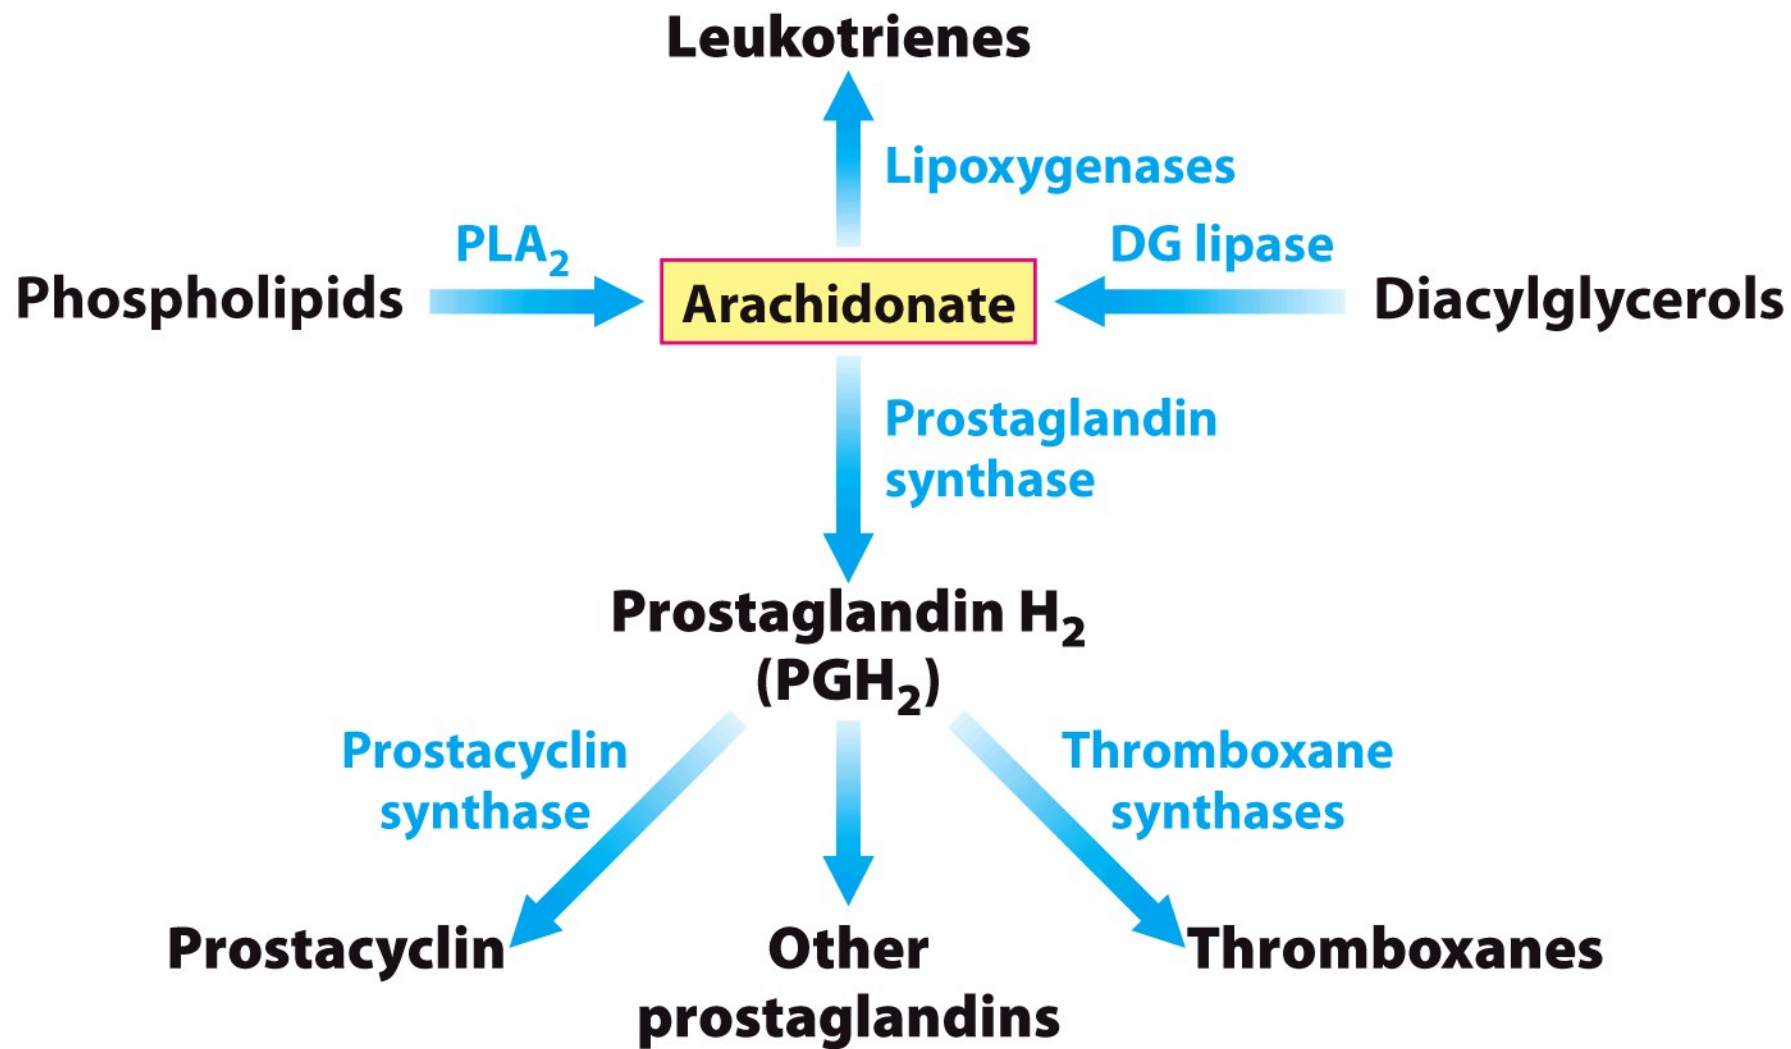 Leukotrienes
Lipoxygenases
PLA₂
DG lipase
Phospholipids
Arachidonate
Diacylglycerols
Prostaglandin
synthase
Prostaglandin H₂
(PGH₂)
Prostacyclin
synthase
Thromboxane
synthases
Prostacyclin
Other
prostaglandins
Thromboxanes